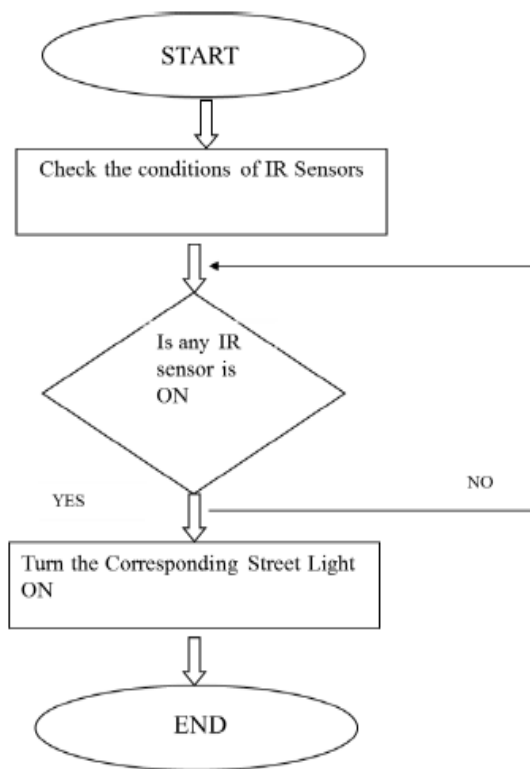 START
Check the conditions of IR Sensors
Is any IR
sensor is
ON
NO
YES
Turn the Corresponding Street Light
ON
END